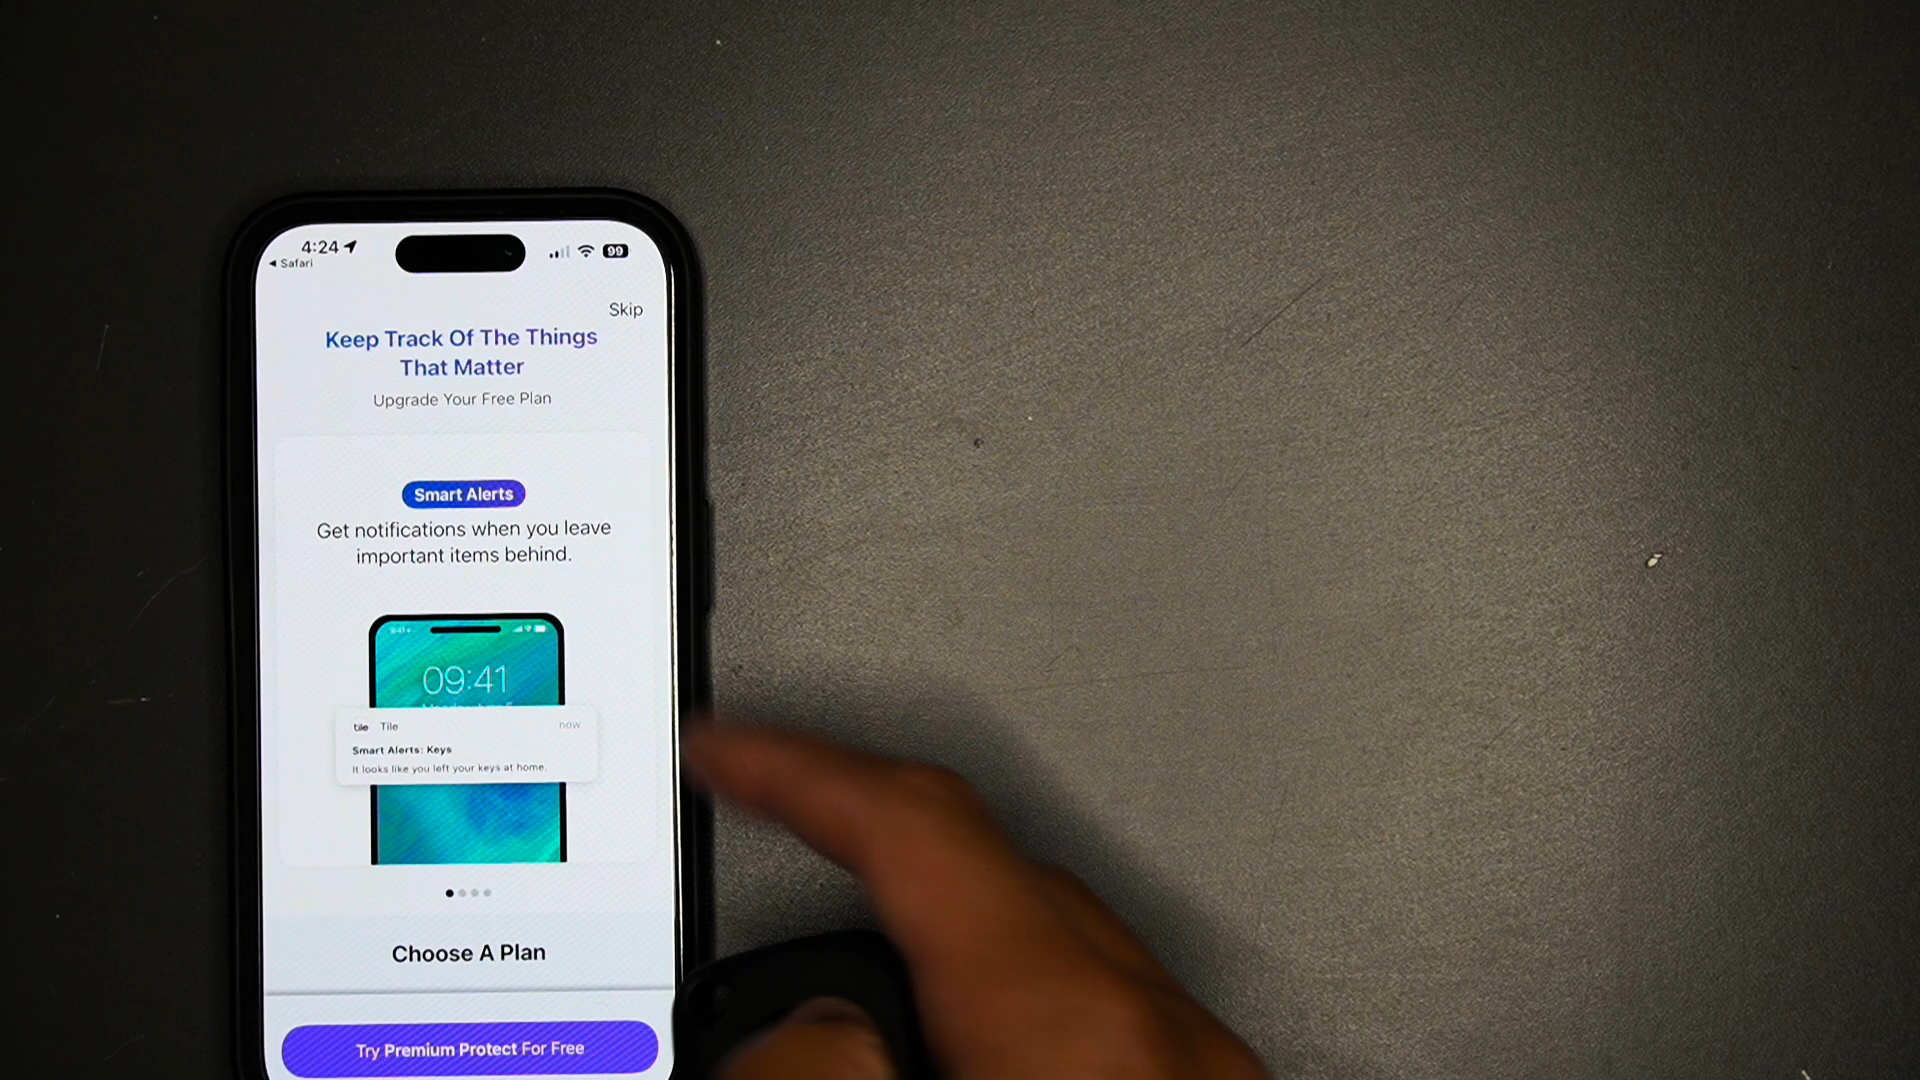 4:24
99
◀ Safari
Skip
Keep Track Of The Things
That Matter
Upgrade Your Free Plan
Smart Alerts
Get notifications when you leave
important items behind.
9:41
09:41
tile Tile now
Smart Alerts: Keys
It looks like you left your keys at home.
Choose A Plan
Try Premium Protect For Free